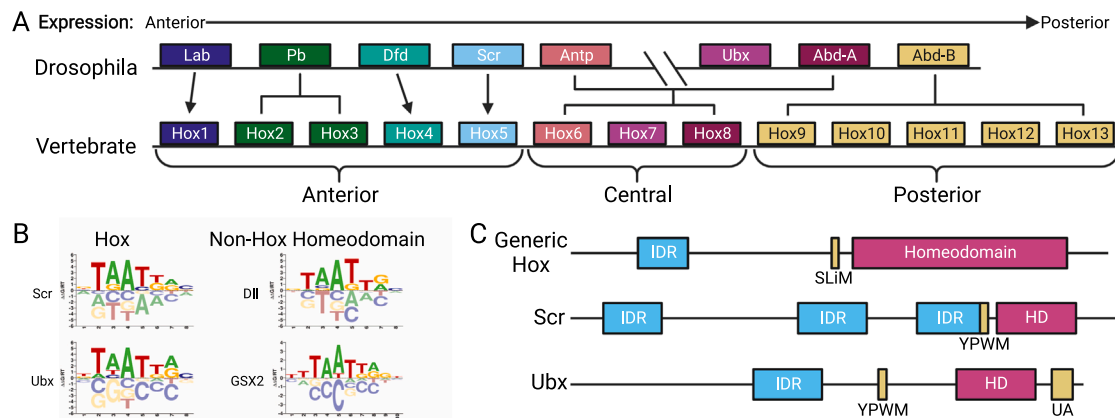 A Expression: Anterior Posterior
Drosophila Lab Pb Dfd Scr Antp Ubx Abd-A Abd-B
Vertebrate Hox1 Hox2 Hox3 Hox4 Hox5 Hox6 Hox7 Hox8 Hox9 Hox10 Hox11 Hox12 Hox13
Anterior Central Posterior
B Hox Non-Hox Homeodomain
Scr
Dll
Ubx
GSX2
C Generic Hox IDR Homeodomain
SLiM
Scr IDR IDR IDR HD
YPWM
Ubx IDR HD
YPWM UA